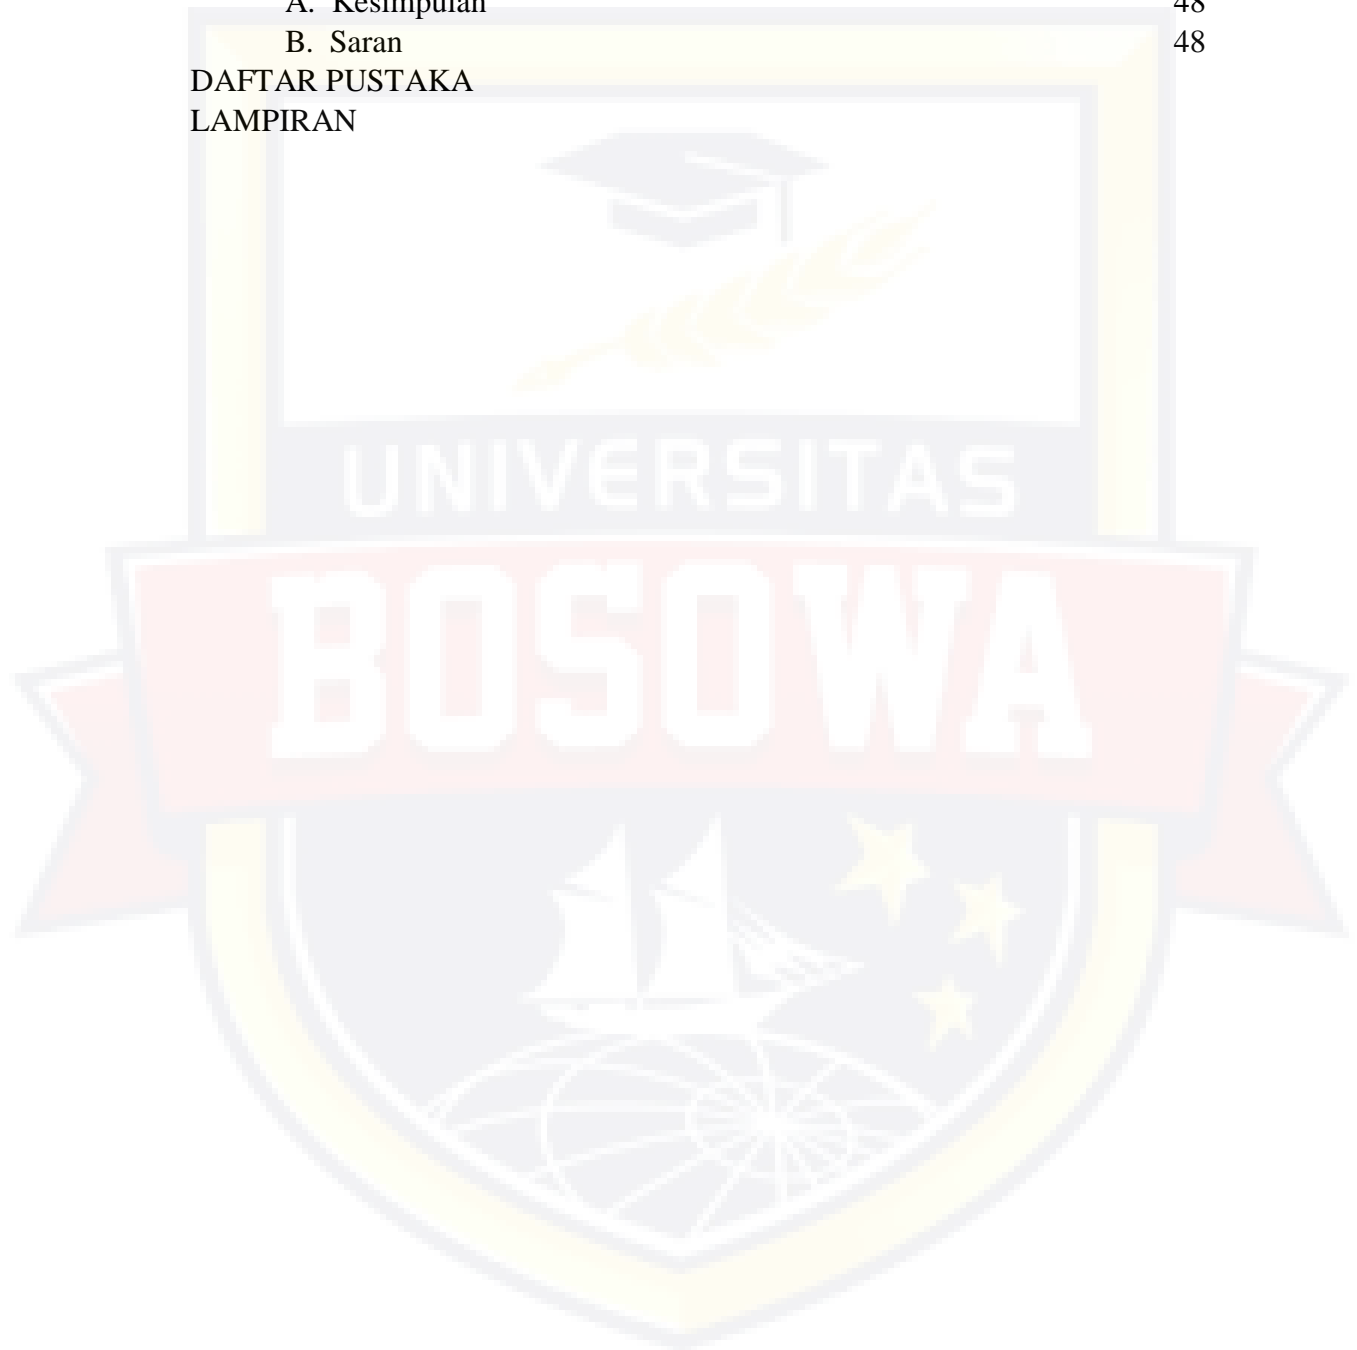 A. Kesimpulan 48
B. Saran 48
DAFTAR PUSTAKA
LAMPIRAN
UNIVERSITAS
BOSOWA